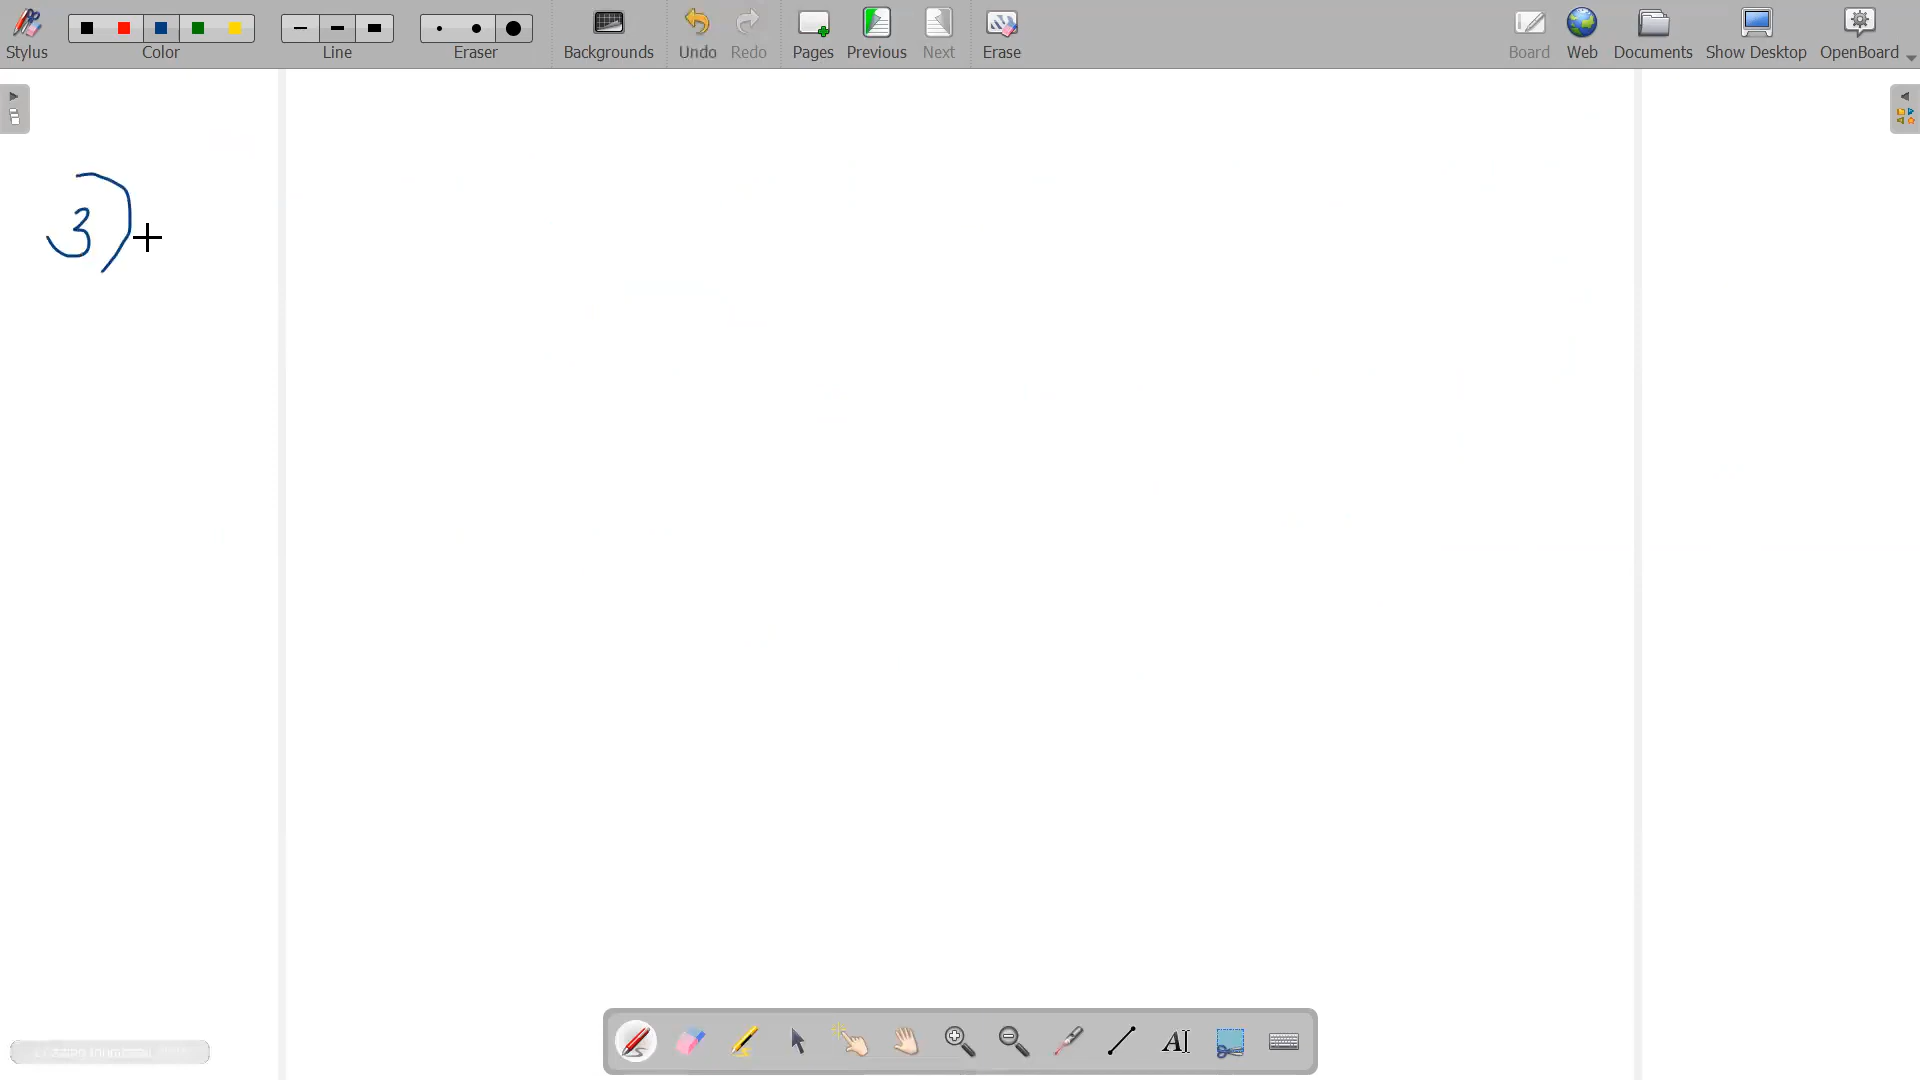 Stylus
Color
Line
Eraser
Backgrounds
Undo
Redo
Pages
Previous
Next
Erase
Board
Web
Documents
Show Desktop
OpenBoard
3)